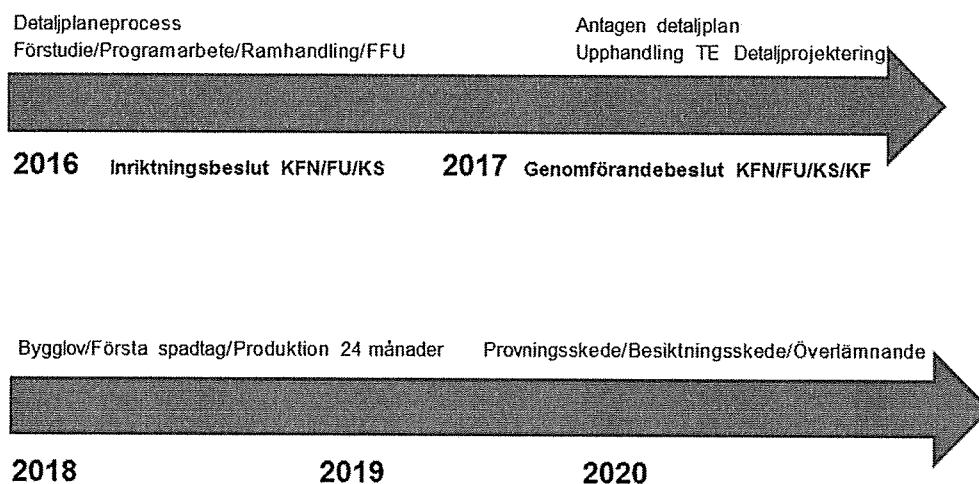 Detaljplaneprocess
Förstudie/Programarbete/Ramhandling/FFU
Antagen detaljplan
Upphandling TE Detaljprojektering
2016 Inriktningsbeslut KFN/FU/KS 2017 Genomförandebeslut KFN/FU/KS/KF
Bygglov/Första spadtag/Produktion 24 månader Provningsskede/Besiktningsskede/Överlämnande
2018 2019 2020